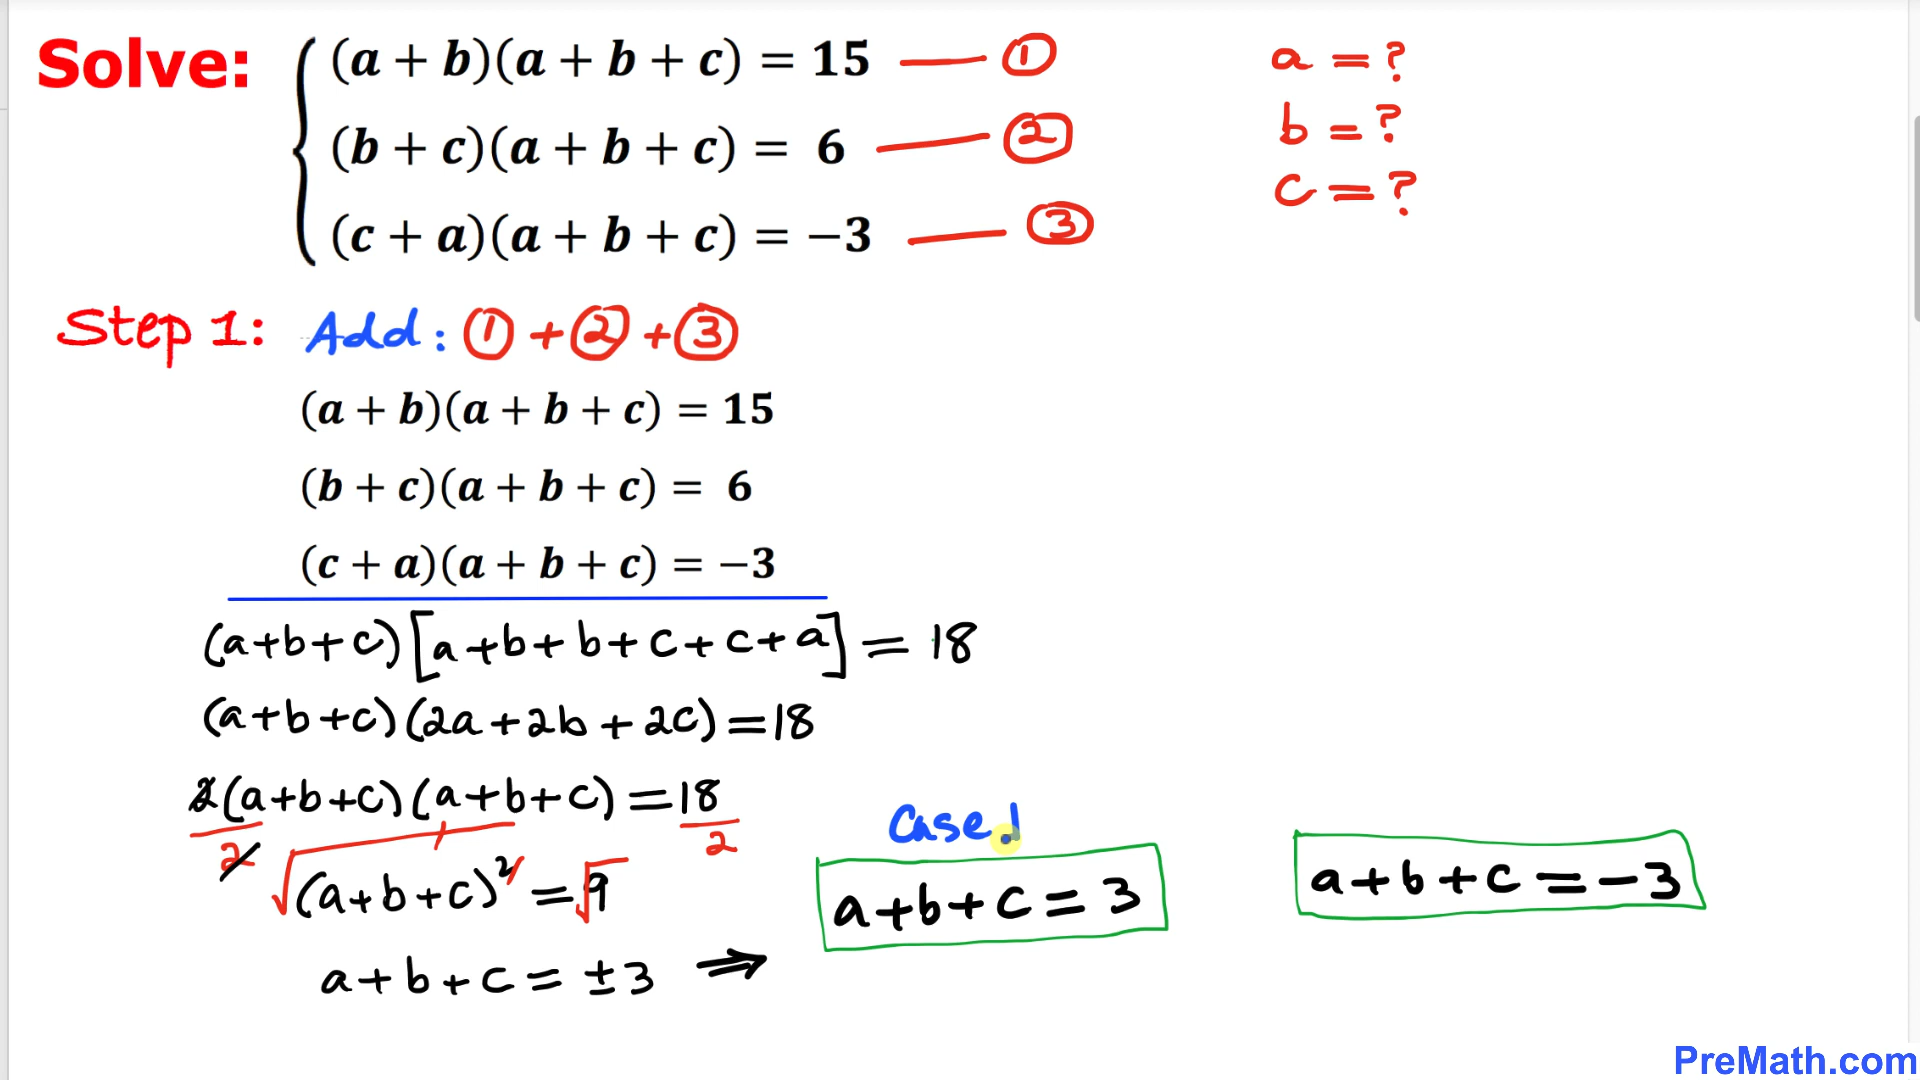 Solve:
(a + b)(a + b + c) = 15 ①
(b + c)(a + b + c) = 6 ②
(c + a)(a + b + c) = −3 ③
a = ?
b = ?
c = ?
Step 1: Add: ① + ② + ③
(a + b)(a + b + c) = 15
(b + c)(a + b + c) = 6
(c + a)(a + b + c) = −3
(a+b+c)[a+b+b+c+c+a] = 18
(a+b+c)(2a+2b+2c)=18
2(a+b+c)(a+b+c)=18
2 2
√(a+b+c)² = √9
a+b+c = ±3 ⇒
Case 1
a+b+c = 3
a+b+c = −3
PreMath.com